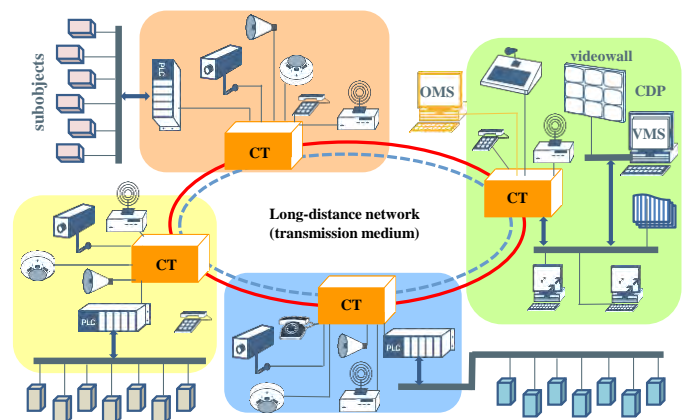 subobjects
PLC
CT
OMS
videowall
CDP
VMS
CT
Long-distance network
(transmission medium)
CT
CT
PLC
PLC